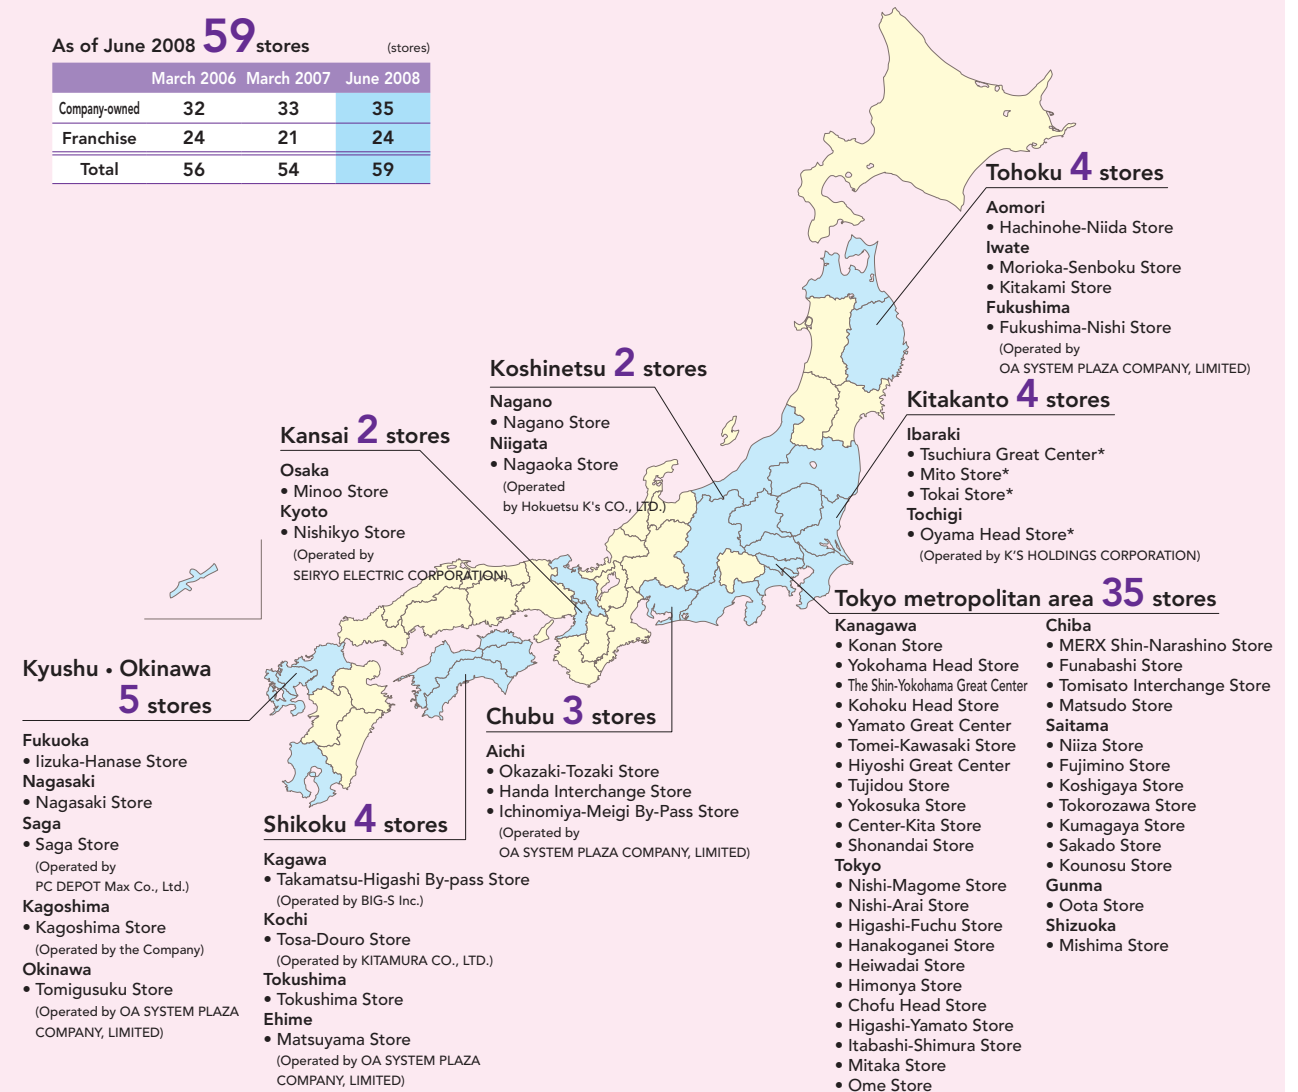 As of June 2008 59 stores
(stores)
March 2006 March 2007 June 2008
Company-owned 32 33 35
Franchise 24 21 24
Total 56 54 59
Tohoku 4 stores
Aomori
• Hachinohe-Niida Store
Iwate
• Morioka-Senboku Store
• Kitakami Store
Fukushima
• Fukushima-Nishi Store
(Operated by
OA SYSTEM PLAZA COMPANY, LIMITED)
Koshinetsu 2 stores
Nagano
• Nagano Store
Niigata
• Nagaoka Store
(Operated
by Hokuetsu K's CO., LTD.)
Kitakanto 4 stores
Ibaraki
• Tsuchiura Great Center*
• Mito Store*
• Tokai Store*
Tochigi
• Oyama Head Store*
(Operated by K'S HOLDINGS CORPORATION)
Kansai 2 stores
Osaka
• Minoo Store
Kyoto
• Nishikyo Store
(Operated by
SEIRYO ELECTRIC CORPORATION)
Tokyo metropolitan area 35 stores
Kanagawa
• Konan Store
• Yokohama Head Store
• The Shin-Yokohama Great Center
• Kohoku Head Store
• Yamato Great Center
• Tomei-Kawasaki Store
• Hiyoshi Great Center
• Tujidou Store
• Yokosuka Store
• Center-Kita Store
• Shonandai Store
Tokyo
• Nishi-Magome Store
• Nishi-Arai Store
• Higashi-Fuchu Store
• Hanakoganei Store
• Heiwadai Store
• Himonya Store
• Chofu Head Store
• Higashi-Yamato Store
• Itabashi-Shimura Store
• Mitaka Store
• Ome Store
Chiba
• MERX Shin-Narashino Store
• Funabashi Store
• Tomisato Interchange Store
• Matsudo Store
Saitama
• Niiza Store
• Fujimino Store
• Koshigaya Store
• Tokorozawa Store
• Kumagaya Store
• Sakado Store
• Kounosu Store
Gunma
• Oota Store
Shizuoka
• Mishima Store
Kyushu • Okinawa
5 stores
Fukuoka
• Iizuka-Hanase Store
Nagasaki
• Nagasaki Store
Saga
• Saga Store
(Operated by
PC DEPOT Max Co., Ltd.)
Kagoshima
• Kagoshima Store
(Operated by the Company)
Okinawa
• Tomigusuku Store
(Operated by OA SYSTEM PLAZA
COMPANY, LIMITED)
Chubu 3 stores
Aichi
• Okazaki-Tozaki Store
• Handa Interchange Store
• Ichinomiya-Meigi By-Pass Store
(Operated by
OA SYSTEM PLAZA COMPANY, LIMITED)
Shikoku 4 stores
Kagawa
• Takamatsu-Higashi By-pass Store
(Operated by BIG-S Inc.)
Kochi
• Tosa-Douro Store
(Operated by KITAMURA CO., LTD.)
Tokushima
• Tokushima Store
Ehime
• Matsuyama Store
(Operated by OA SYSTEM PLAZA
COMPANY, LIMITED)